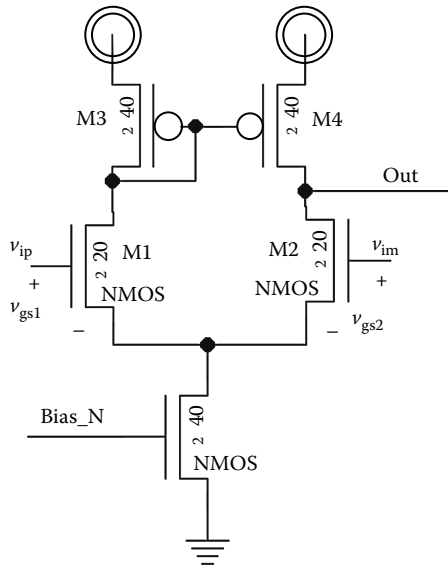 M3
2 40
2 40
M4
Out
v_ip
+
v_gs1
−
2 20
M1
NMOS
M2
2 20
NMOS
v_im
+
v_gs2
−
Bias_N
2 40
NMOS